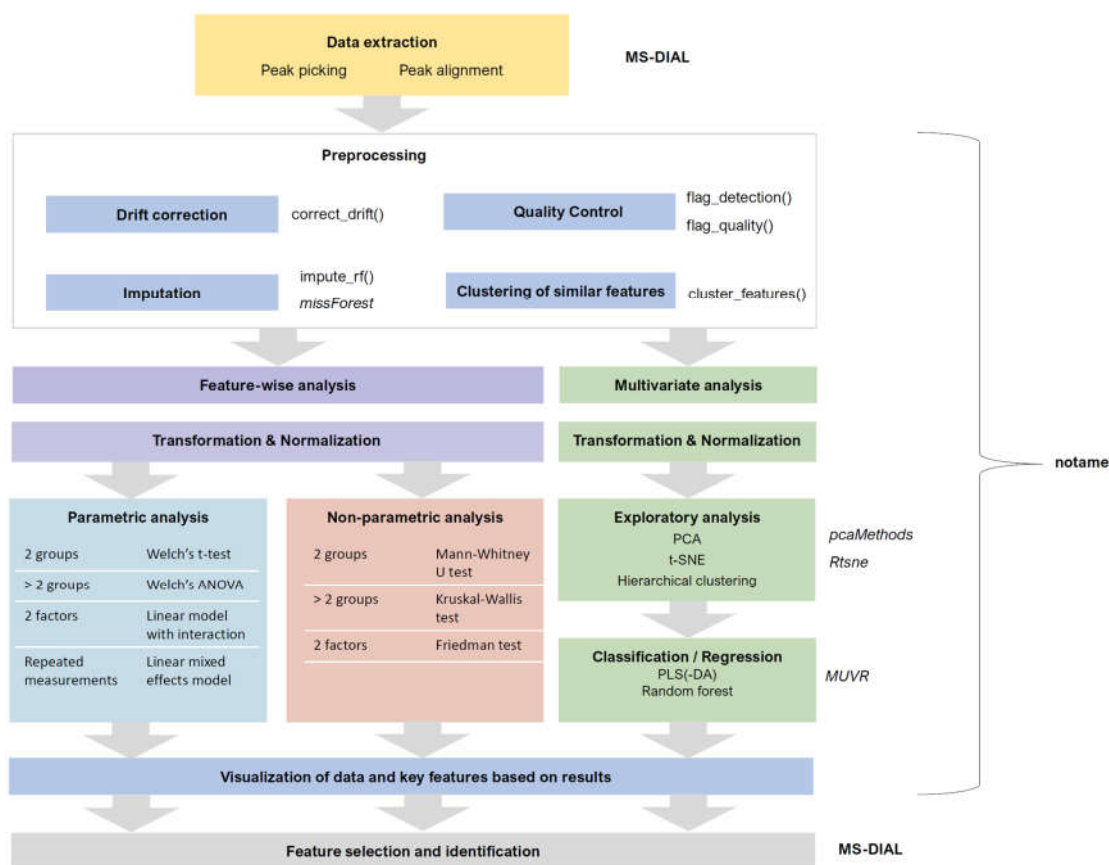 Data extraction
Peak picking Peak alignment
MS-DIAL
Preprocessing
Drift correction
correct_drift()
Quality Control
flag_detection()
flag_quality()
Imputation
impute_rf()
missForest
Clustering of similar features
cluster_features()
Feature-wise analysis
Multivariate analysis
Transformation & Normalization
Transformation & Normalization
notame
Parametric analysis
2 groups Welch's t-test
> 2 groups Welch's ANOVA
2 factors Linear model
with interaction
Repeated Linear mixed
measurements effects model
Non-parametric analysis
2 groups Mann-Whitney
U test
> 2 groups Kruskal-Wallis
test
2 factors Friedman test
Exploratory analysis
PCA
t-SNE
Hierarchical clustering
pcaMethods
Rtsne
Classification / Regression
PLS(-DA)
Random forest
MUVR
Visualization of data and key features based on results
Feature selection and identification
MS-DIAL